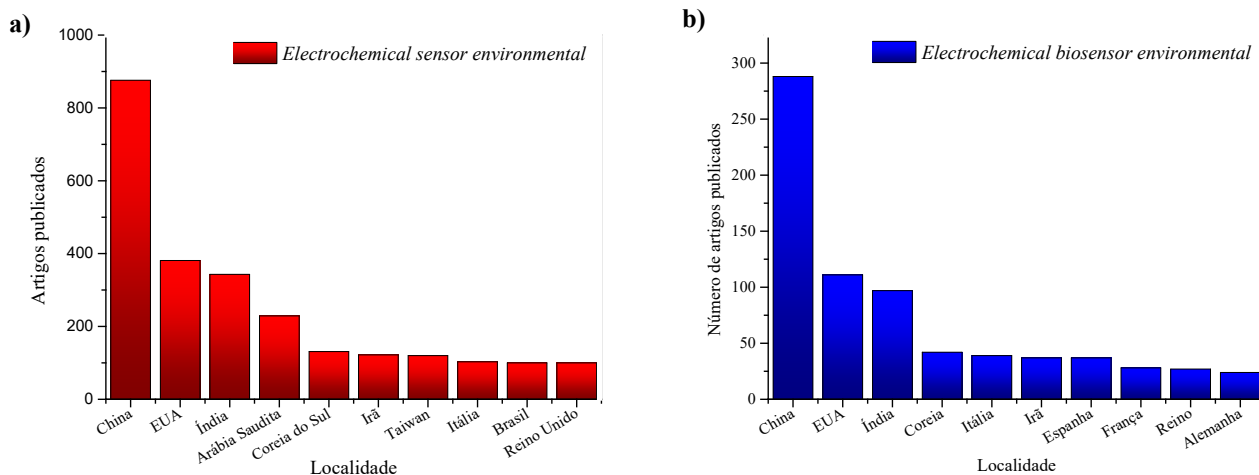 a)
Electrochemical sensor environmental
Artigos publicados
1000
800
600
400
200
0
China
EUA
Índia
Arábia Saudita
Coreia do Sul
Irã
Taiwan
Itália
Brasil
Reino Unido
Localidade
b)
Electrochemical biosensor environmental
Número de artigos publicados
300
250
200
150
100
50
0
China
EUA
Índia
Coreia
Itália
Irã
Espanha
França
Reino
Alemanha
Localidade